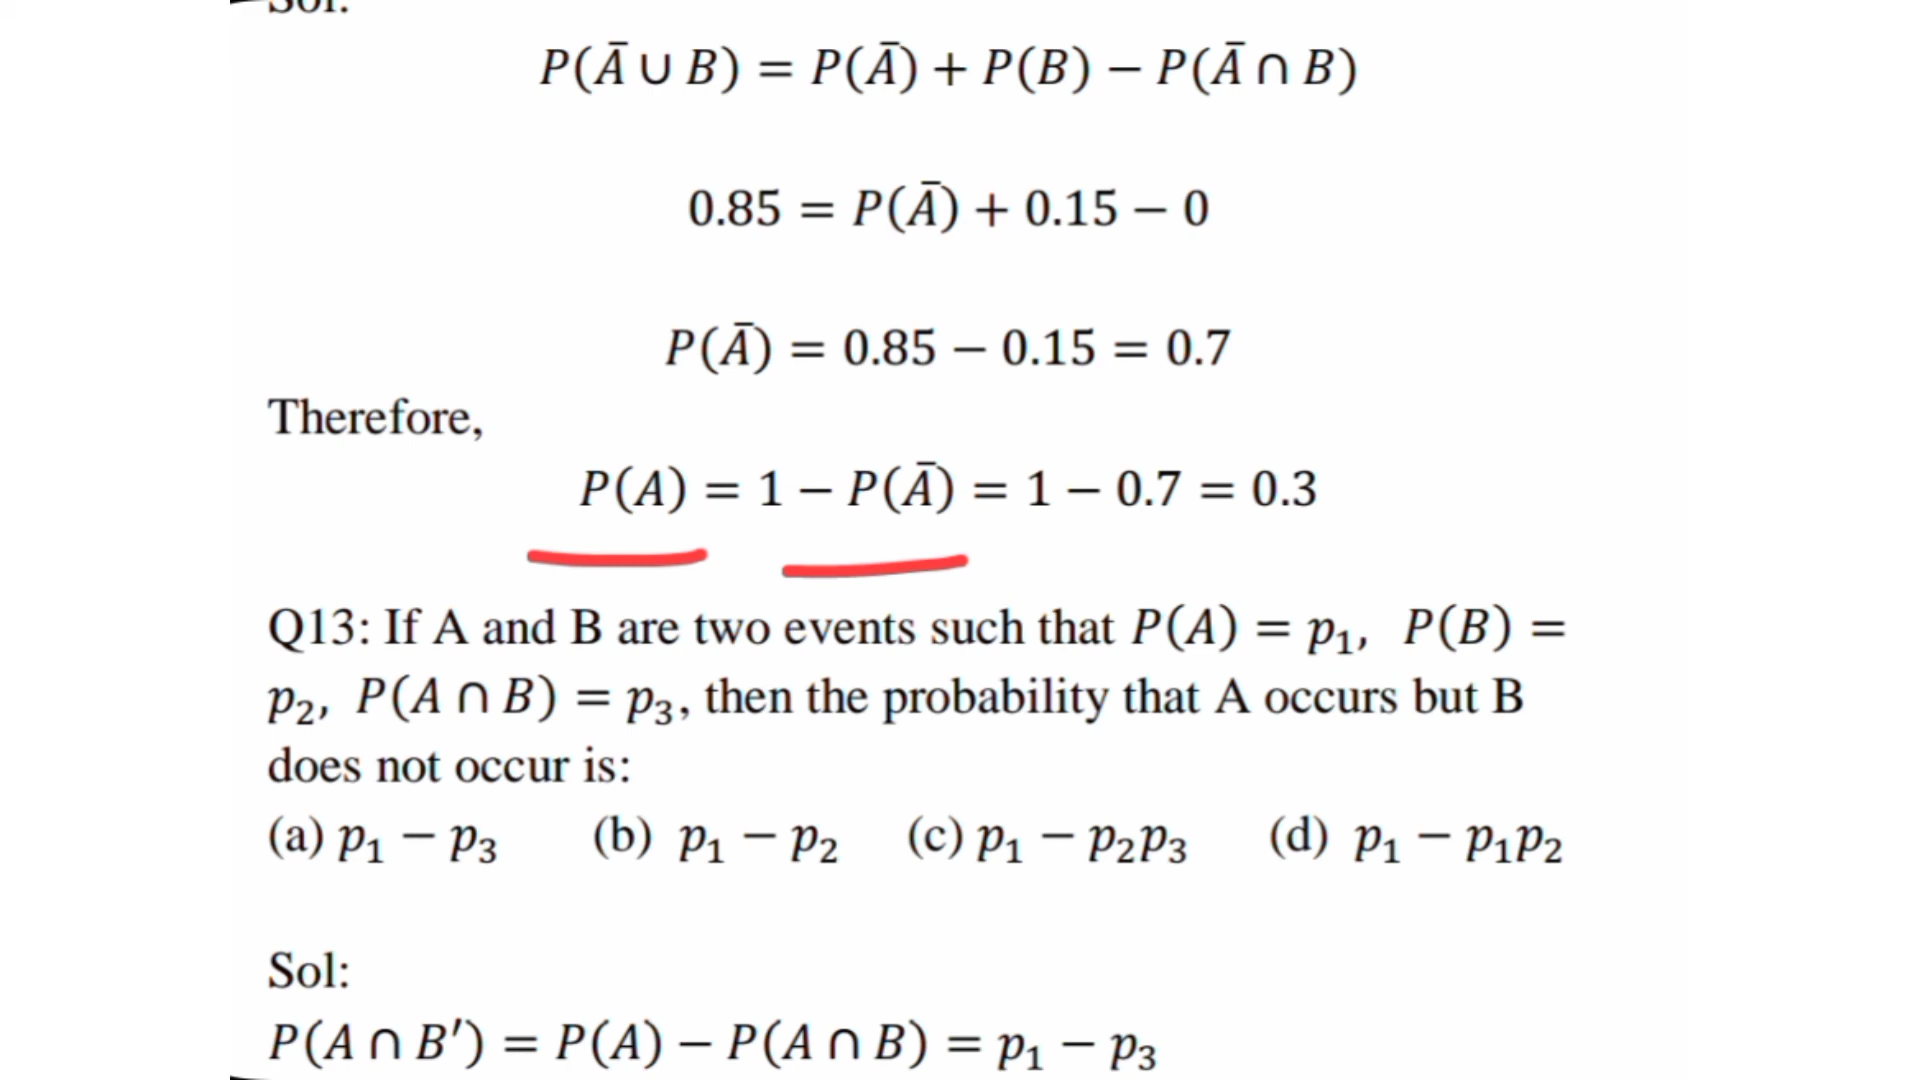 Sol:
P(Ā ∪ B) = P(Ā) + P(B) − P(Ā ∩ B)
0.85 = P(Ā) + 0.15 − 0
P(Ā) = 0.85 − 0.15 = 0.7
Therefore,
P(A) = 1 − P(Ā) = 1 − 0.7 = 0.3
Q13: If A and B are two events such that P(A) = p₁, P(B) =
p₂, P(A ∩ B) = p₃, then the probability that A occurs but B
does not occur is:
(a) p₁ − p₃ (b) p₁ − p₂ (c) p₁ − p₂p₃ (d) p₁ − p₁p₂
Sol:
P(A ∩ B′) = P(A) − P(A ∩ B) = p₁ − p₃